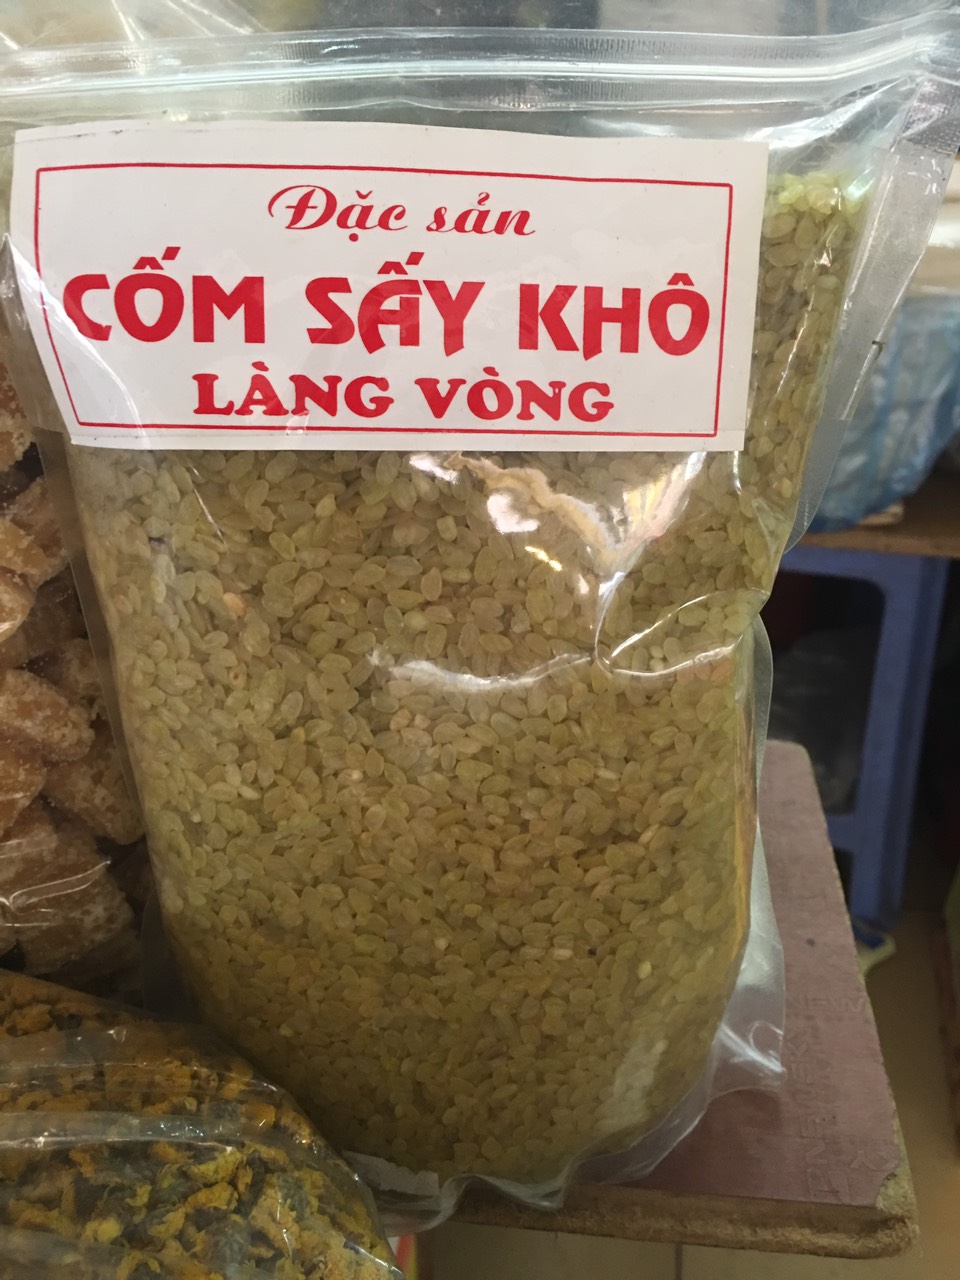 Đặc sản
CỐM SẤY KHÔ
LÀNG VÒNG